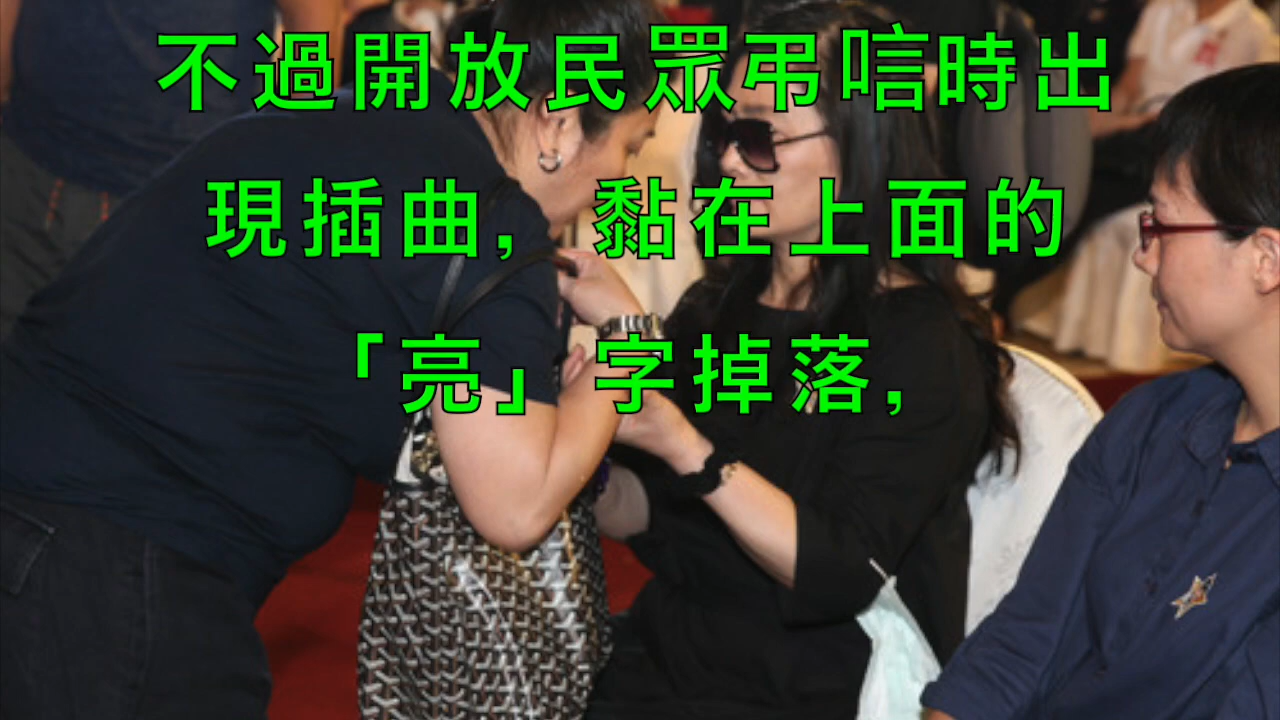 不過開放民眾弔唁時出
現插曲，黏在上面的
「亮」字掉落，